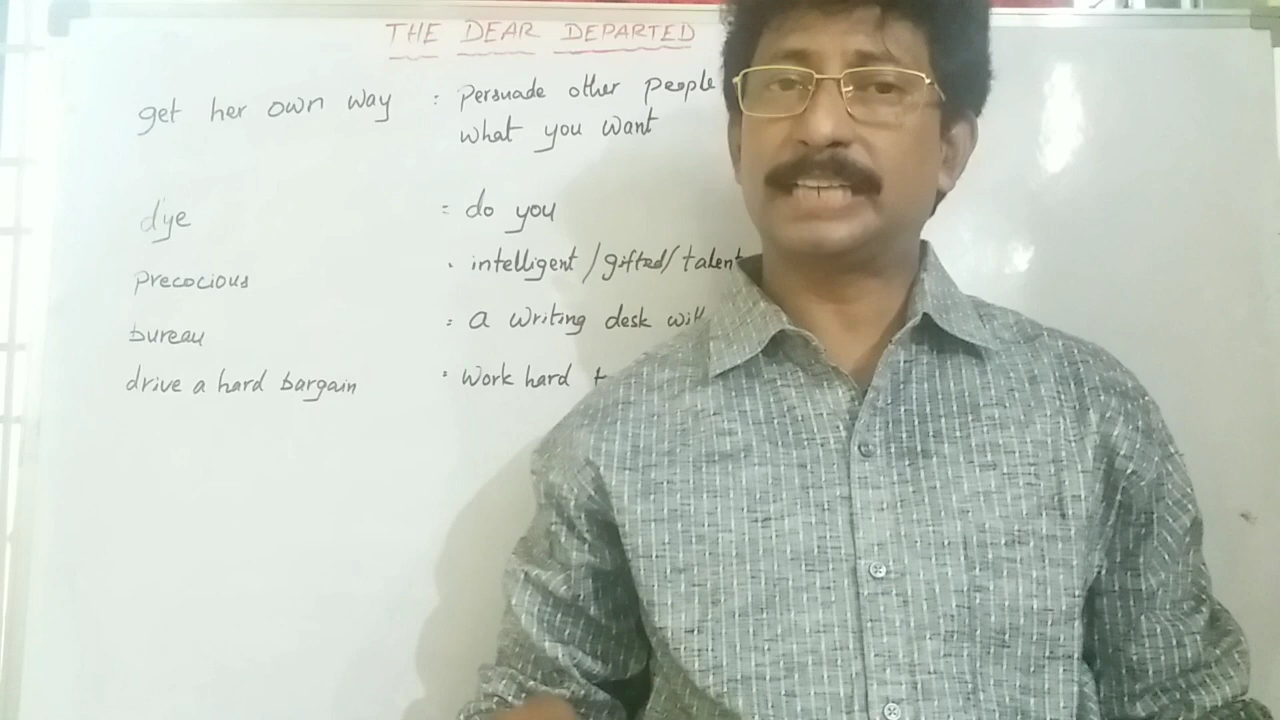 THE DEAR DEPARTED
get her own way : Persuade other people
what you want
dye = do you
precocious . intelligent / gifted / talent
bureau : a writing desk
drive a hard bargain : work hard